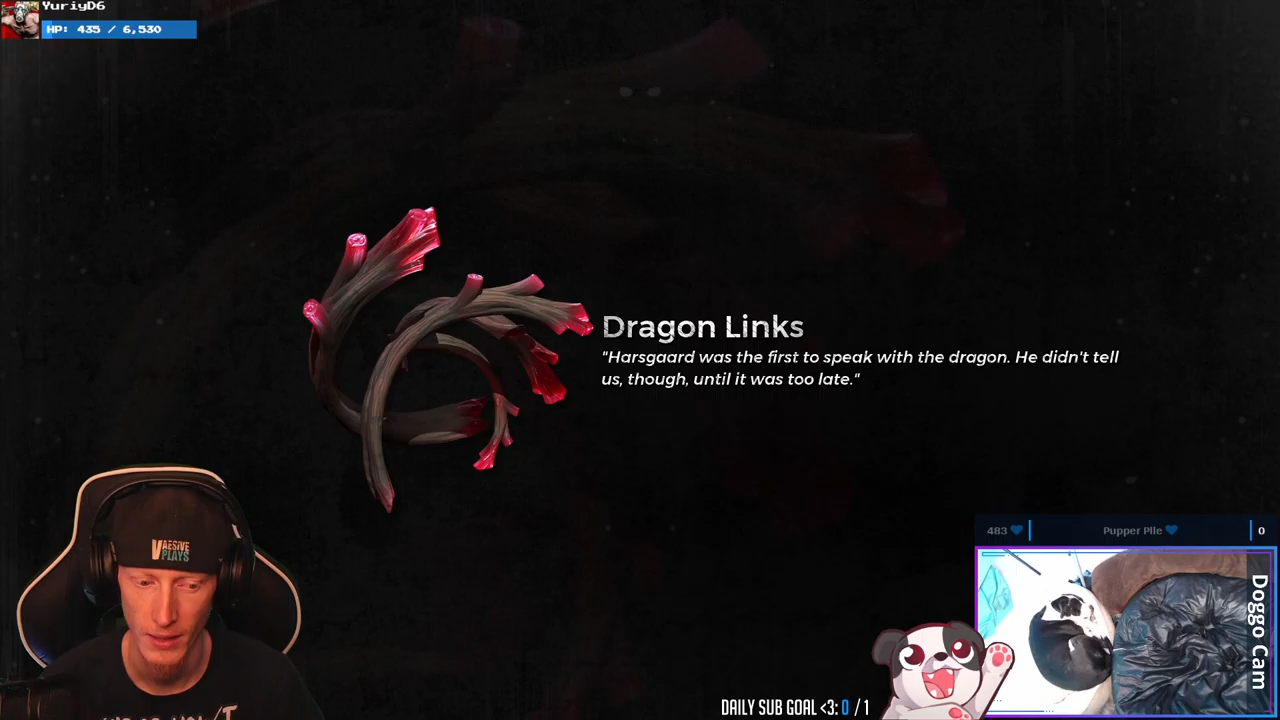 YuriyD6
HP: 435 / 6,530
Dragon Links
"Harsgaard was the first to speak with the dragon. He didn't tell
us, though, until it was too late."
VAESIVE
PLAYS
483
Pupper Pile
0
Doggo Cam
DAILY SUB GOAL <3: 0 / 1